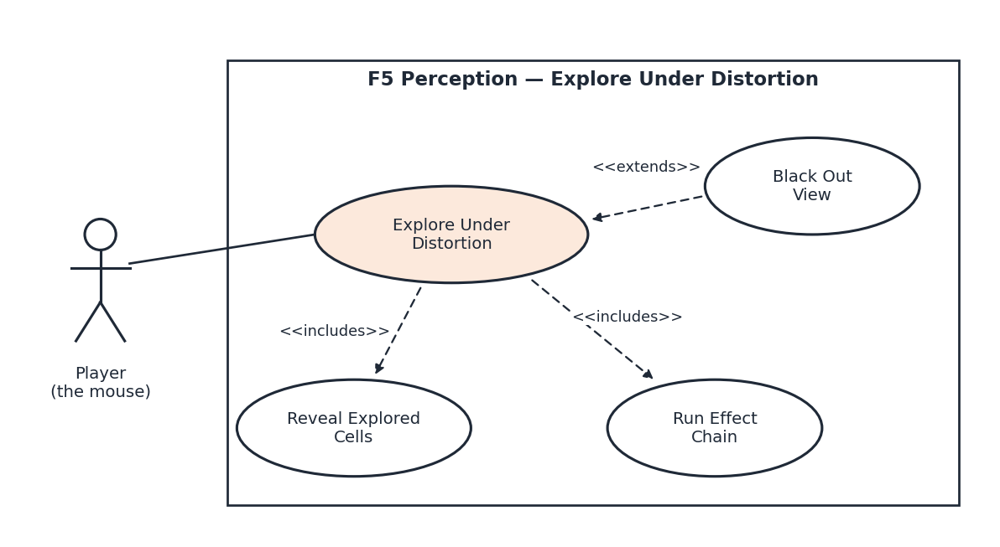 F5 Perception — Explore Under Distortion
<<extends>>
Black Out
View
Explore Under
Distortion
<<includes>>
<<includes>>
Player
(the mouse)
Reveal Explored
Cells
Run Effect
Chain